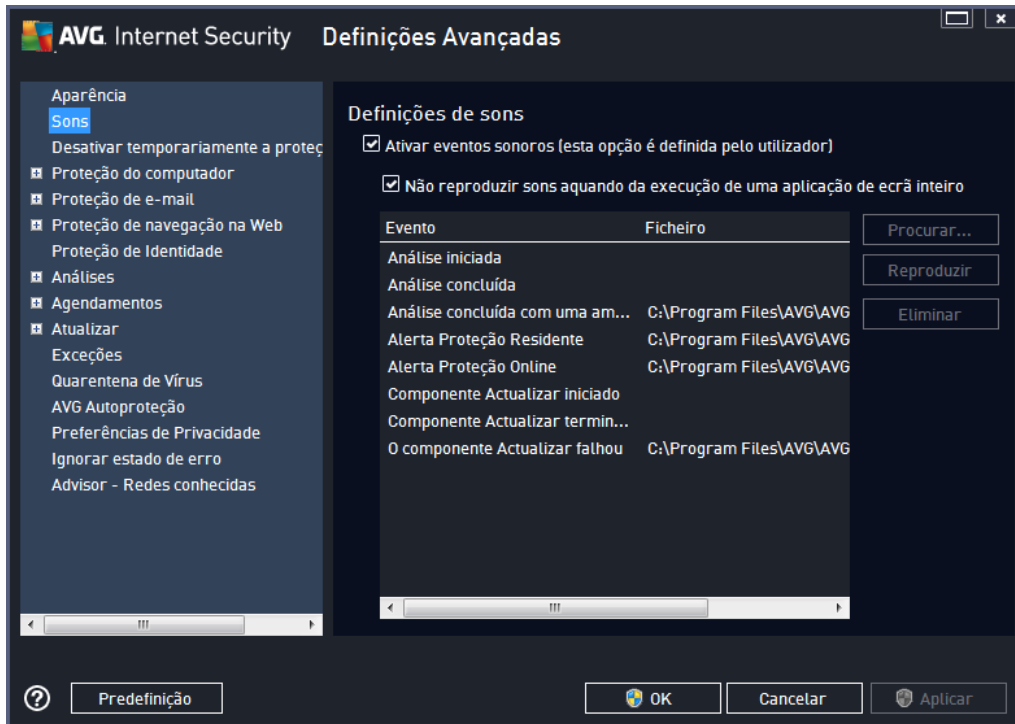 AVG. Internet Security Definições Avançadas
Aparência
Sons
Desativar temporariamente a proteç
Proteção do computador
Proteção de e-mail
Proteção de navegação na Web
Proteção de Identidade
Análises
Agendamentos
Atualizar
Exceções
Quarentena de Vírus
AVG Autoproteção
Preferências de Privacidade
Ignorar estado de erro
Advisor - Redes conhecidas
Definições de sons
Ativar eventos sonoros (esta opção é definida pelo utilizador)
Não reproduzir sons aquando da execução de uma aplicação de ecrã inteiro
Evento Ficheiro
Análise iniciada
Análise concluída
Análise concluída com uma am... C:\Program Files\AVG\AVG
Alerta Proteção Residente C:\Program Files\AVG\AVG
Alerta Proteção Online C:\Program Files\AVG\AVG
Componente Actualizar iniciado
Componente Actualizar termin...
O componente Actualizar falhou C:\Program Files\AVG\AVG
Procurar...
Reproduzir
Eliminar
? Predefinição OK Cancelar Aplicar